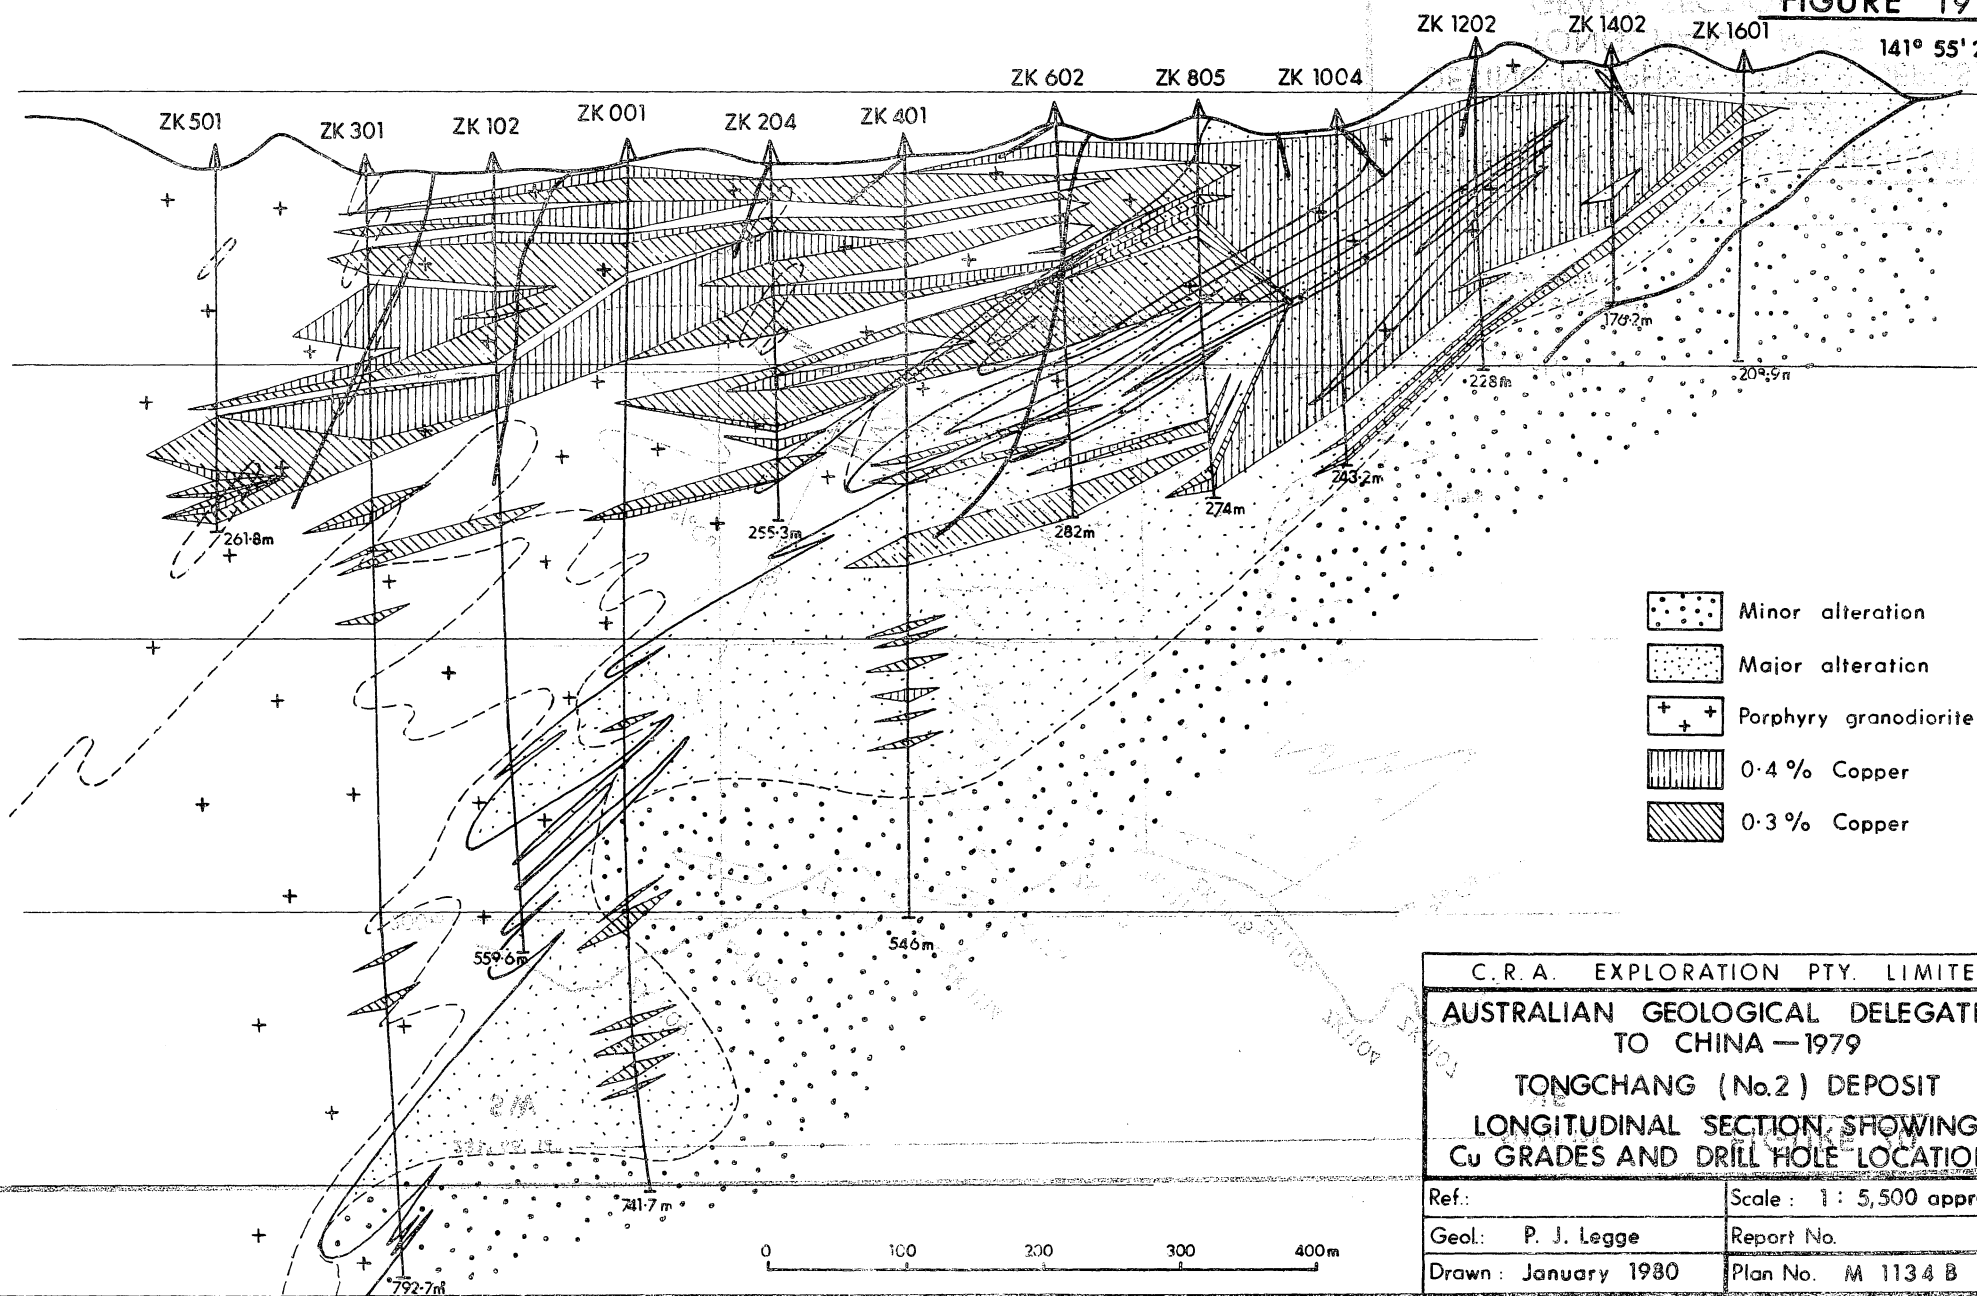 FIGURE 19
141° 55'
ZK 1202
ZK 1402
ZK 1601
ZK 602
ZK 805
ZK 1004
ZK 501
ZK 301
ZK 102
ZK 001
ZK 204
ZK 401
176·2m
228m
209·9m
243·2m
274m
282m
255·3m
261·8m
546m
559·6m
741·7m
792·7m
Minor alteration
Major alteration
Porphyry granodiorite
0·4 % Copper
0·3 % Copper
0 100 200 300 400m
C. R. A. EXPLORATION PTY. LIMITE
AUSTRALIAN GEOLOGICAL DELEGATI
TO CHINA — 1979
TONGCHANG (No.2) DEPOSIT
LONGITUDINAL SECTION SHOWING
Cu GRADES AND DRILL HOLE LOCATIO
Ref.: Scale : 1 : 5,500 appr
Geol.: P. J. Legge Report No.
Drawn : January 1980 Plan No. M 1134 B